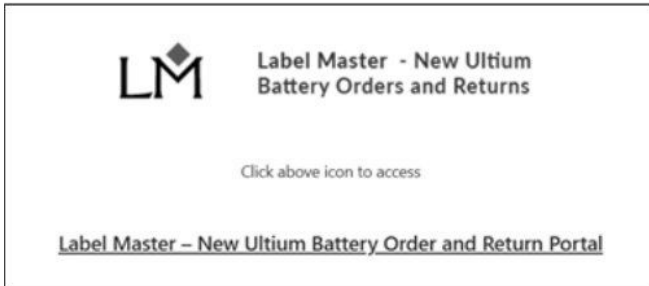 LM
Label Master - New Ultium
Battery Orders and Returns
Click above icon to access
Label Master – New Ultium Battery Order and Return Portal